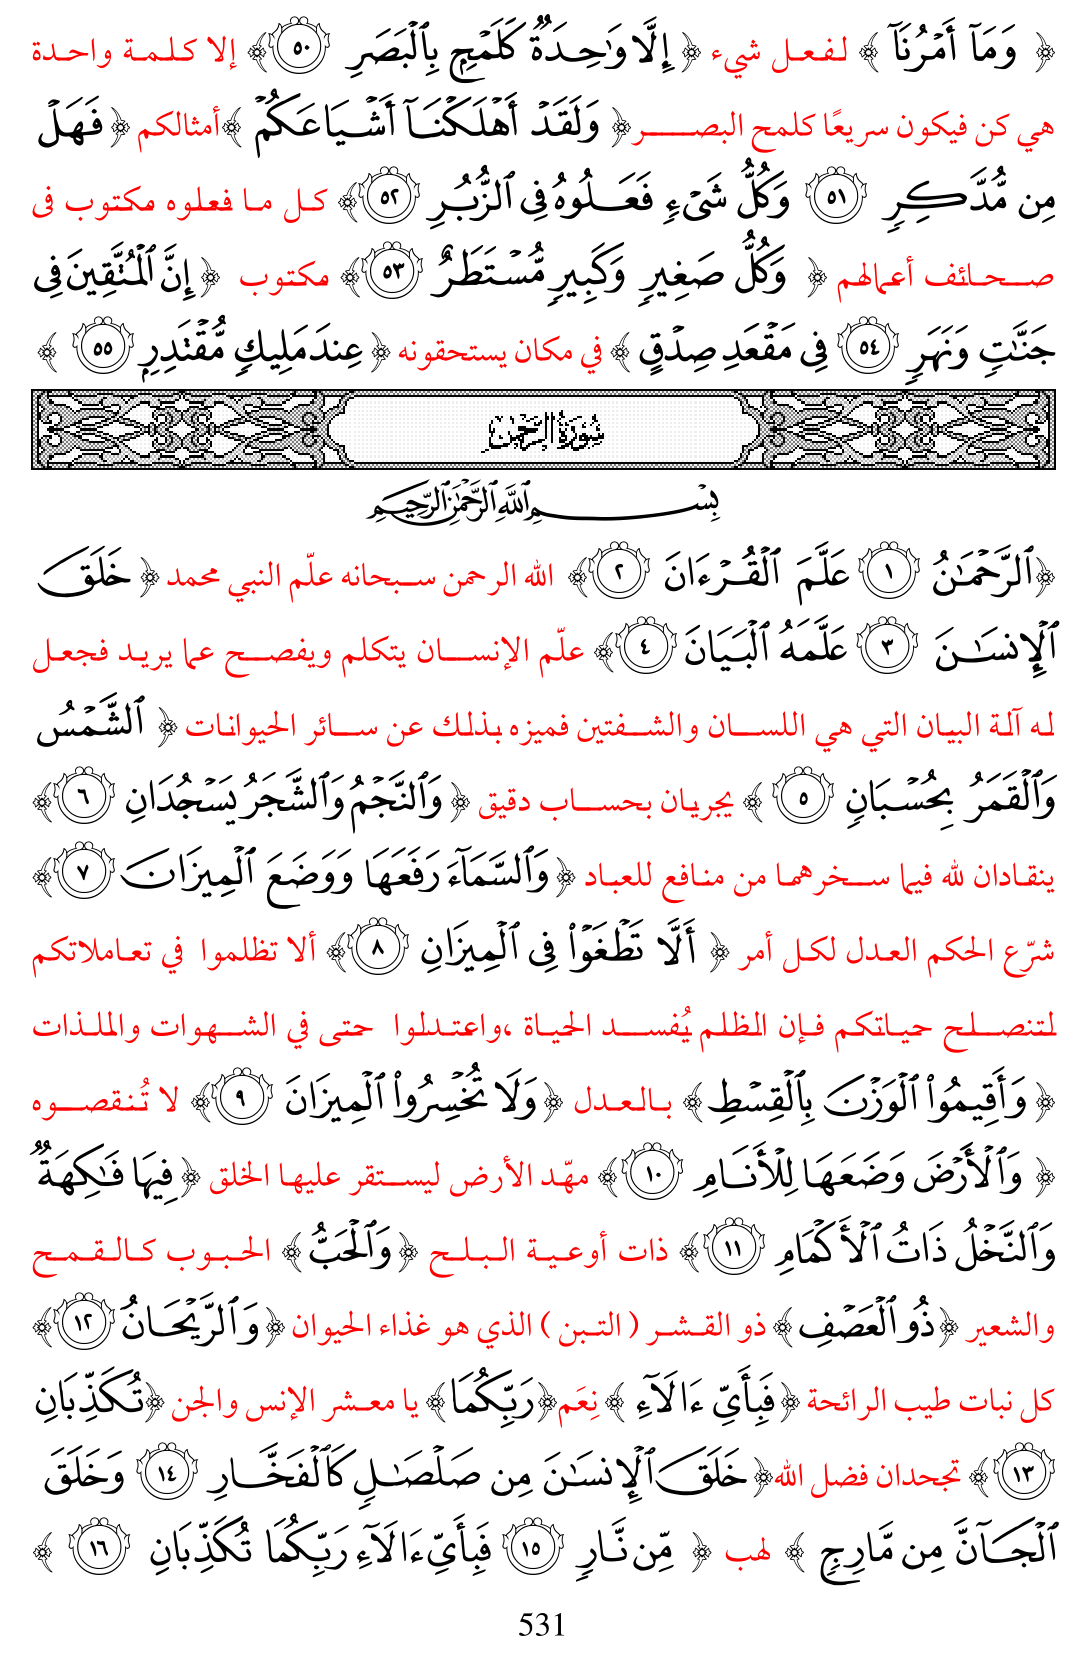 ﴿ وَمَآ أَمْرُنَآ ﴾ لفعل شيء ﴿ إِلَّا وَٰحِدَةٌ كَلَمْحٍۭ بِٱلْبَصَرِ ٥٠ ﴾ إلا كلمة واحدة
هي كن فيكون سريعًا كلمح البصر ﴿ وَلَقَدْ أَهْلَكْنَآ أَشْيَاعَكُمْ ﴾ أمثالكم ﴿ فَهَلْ
مِن مُّدَّكِرٍ ٥١ وَكُلُّ شَىْءٍ فَعَلُوهُ فِى ٱلزُّبُرِ ٥٢ ﴾ كل ما فعلوه مكتوب فى
صحائف أعمالهم ﴿ وَكُلُّ صَغِيرٍ وَكَبِيرٍ مُّسْتَطَرٌ ٥٣ ﴾ مكتوب ﴿ إِنَّ ٱلْمُتَّقِينَ فِى
جَنَّٰتٍ وَنَهَرٍ ٥٤ فِى مَقْعَدِ صِدْقٍ ﴾ في مكان يستحقونه ﴿ عِندَ مَلِيكٍ مُّقْتَدِرٍۭ ٥٥ ﴾
سُورَةُ الرَّحْمَٰن
بِسْمِ ٱللَّهِ ٱلرَّحْمَٰنِ ٱلرَّحِيمِ
﴿ ٱلرَّحْمَٰنُ ١ عَلَّمَ ٱلْقُرْءَانَ ٢ ﴾ الله الرحمن سبحانه علّم النبي محمد ﴿ خَلَقَ
ٱلْإِنسَٰنَ ٣ عَلَّمَهُ ٱلْبَيَانَ ٤ ﴾ علّم الإنسان يتكلم ويفصح عما يريد فجعل
له آلة البيان التي هي اللسان والشفتين فميزه بذلك عن سائر الحيوانات ﴿ ٱلشَّمْسُ
وَٱلْقَمَرُ بِحُسْبَانٍ ٥ ﴾ يجريان بحساب دقيق ﴿ وَٱلنَّجْمُ وَٱلشَّجَرُ يَسْجُدَانِ ٦ ﴾
ينقادان لله فيما سخرهما من منافع للعباد ﴿ وَٱلسَّمَآءَ رَفَعَهَا وَوَضَعَ ٱلْمِيزَانَ ٧ ﴾
شرّع الحكم العدل لكل أمر ﴿ أَلَّا تَطْغَوْا۟ فِى ٱلْمِيزَانِ ٨ ﴾ ألا تظلموا في تعاملاتكم
لتنصلح حياتكم فإن الظلم يُفسد الحياة ،واعتدلوا حتى في الشهوات والملذات
﴿ وَأَقِيمُوا۟ ٱلْوَزْنَ بِٱلْقِسْطِ ﴾ بالعدل ﴿ وَلَا تُخْسِرُوا۟ ٱلْمِيزَانَ ٩ ﴾ لا تُنقصوه
﴿ وَٱلْأَرْضَ وَضَعَهَا لِلْأَنَامِ ١٠ ﴾ مهّد الأرض ليستقر عليها الخلق ﴿ فِيهَا فَٰكِهَةٌ
وَٱلنَّخْلُ ذَاتُ ٱلْأَكْمَامِ ١١ ﴾ ذات أوعية البلح ﴿ وَٱلْحَبُّ ﴾ الحبوب كالقمح
والشعير ﴿ ذُو ٱلْعَصْفِ ﴾ ذو القشر ( التبن ) الذي هو غذاء الحيوان ﴿ وَٱلرَّيْحَانُ ١٢ ﴾
كل نبات طيب الرائحة ﴿ فَبِأَىِّ ءَالَآءِ ﴾ نِعَم ﴿ رَبِّكُمَا ﴾ يا معشر الإنس والجن ﴿ تُكَذِّبَانِ
١٣ ﴾ تجحدان فضل الله ﴿ خَلَقَ ٱلْإِنسَٰنَ مِن صَلْصَٰلٍ كَٱلْفَخَّارِ ١٤ وَخَلَقَ
ٱلْجَآنَّ مِن مَّارِجٍ ﴾ لهب ﴿ مِّن نَّارٍ ١٥ فَبِأَىِّ ءَالَآءِ رَبِّكُمَا تُكَذِّبَانِ ١٦ ﴾
531